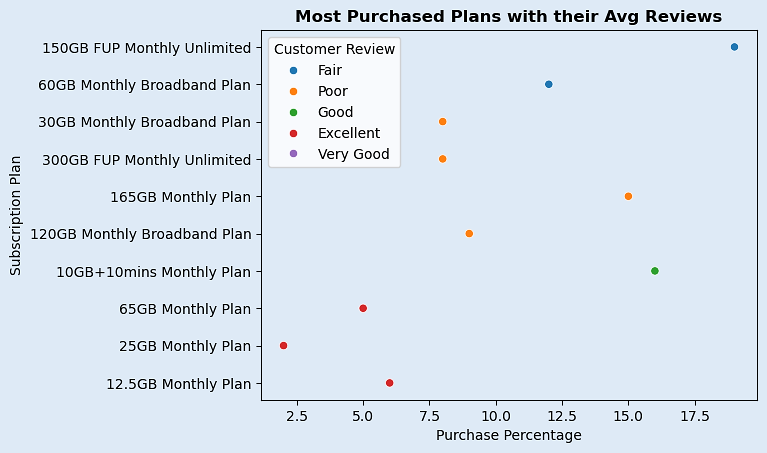 Most Purchased Plans with their Avg Reviews
150GB FUP Monthly Unlimited
60GB Monthly Broadband Plan
30GB Monthly Broadband Plan
300GB FUP Monthly Unlimited
165GB Monthly Plan
120GB Monthly Broadband Plan
10GB+10mins Monthly Plan
65GB Monthly Plan
25GB Monthly Plan
12.5GB Monthly Plan
Subscription Plan
Customer Review
Fair
Poor
Good
Excellent
Very Good
2.5 5.0 7.5 10.0 12.5 15.0 17.5
Purchase Percentage